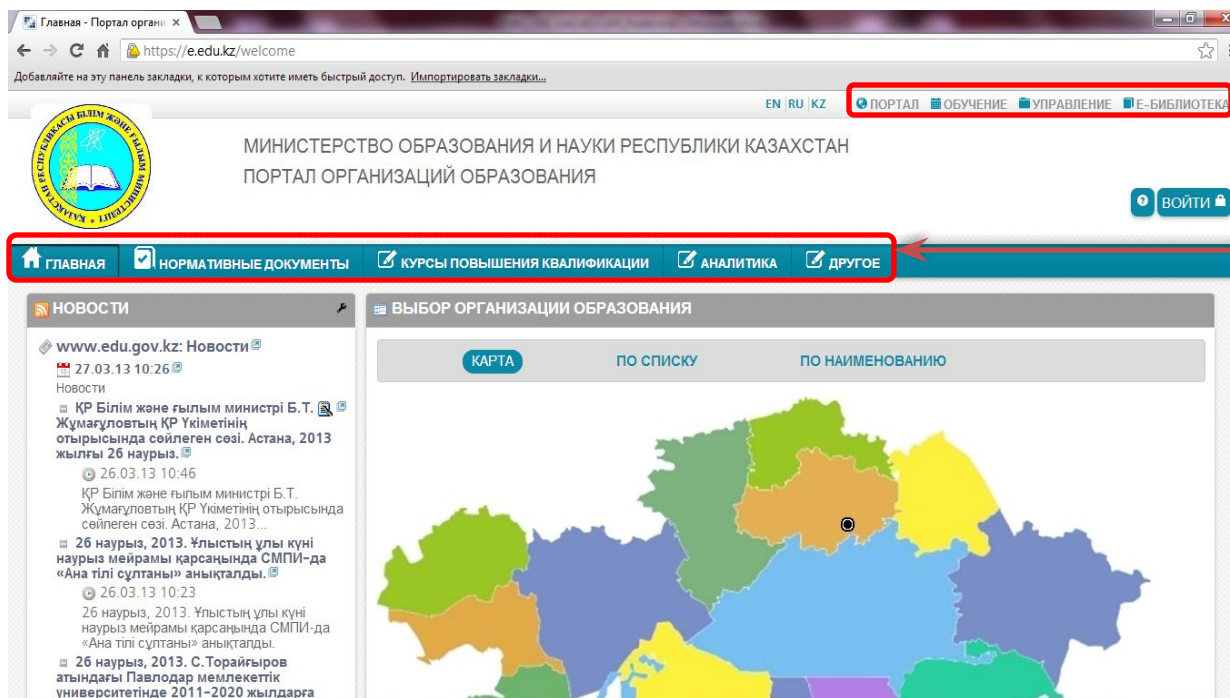 Главная - Портал органи
https://e.edu.kz/welcome
Добавляйте на эту панель закладки, к которым хотите иметь быстрый доступ. Импортировать закладки...
EN RU KZ ПОРТАЛ ОБУЧЕНИЕ УПРАВЛЕНИЕ Е-БИБЛИОТЕКА
ҚАЗАҚСТАН РЕСПУБЛИКАСЫ БІЛІМ ЖӘНЕ ҒЫЛЫМ МИНИСТРЛІГІ
МИНИСТЕРСТВО ОБРАЗОВАНИЯ И НАУКИ РЕСПУБЛИКИ КАЗАХСТАН
ПОРТАЛ ОРГАНИЗАЦИЙ ОБРАЗОВАНИЯ
ВОЙТИ
ГЛАВНАЯ НОРМАТИВНЫЕ ДОКУМЕНТЫ КУРСЫ ПОВЫШЕНИЯ КВАЛИФИКАЦИИ АНАЛИТИКА ДРУГОЕ
НОВОСТИ
www.edu.gov.kz: Новости
27.03.13 10:26
Новости
ҚР Білім және ғылым министрі Б.Т.
Жұмағұловтың ҚР Үкіметінің
отырысында сөйлеген сөзі. Астана, 2013
жылғы 26 наурыз.
26.03.13 10:46
ҚР Білім және ғылым министрі Б.Т.
Жұмағұловтың ҚР Үкіметінің отырысында
сөйлеген сөзі. Астана, 2013...
26 наурыз, 2013. Ұлыстың ұлы күні
наурыз мейрамы қарсаңында СМПИ-да
«Ана тілі сұлтаны» анықталды.
26.03.13 10:23
26 наурыз, 2013. Ұлыстың ұлы күні
наурыз мейрамы қарсаңында СМПИ-да
«Ана тілі сұлтаны» анықталды.
26 наурыз, 2013. С.Торайғыров
атындағы Павлодар мемлекеттік
университетінде 2011-2020 жылдарға
ВЫБОР ОРГАНИЗАЦИИ ОБРАЗОВАНИЯ
КАРТА ПО СПИСКУ ПО НАИМЕНОВАНИЮ